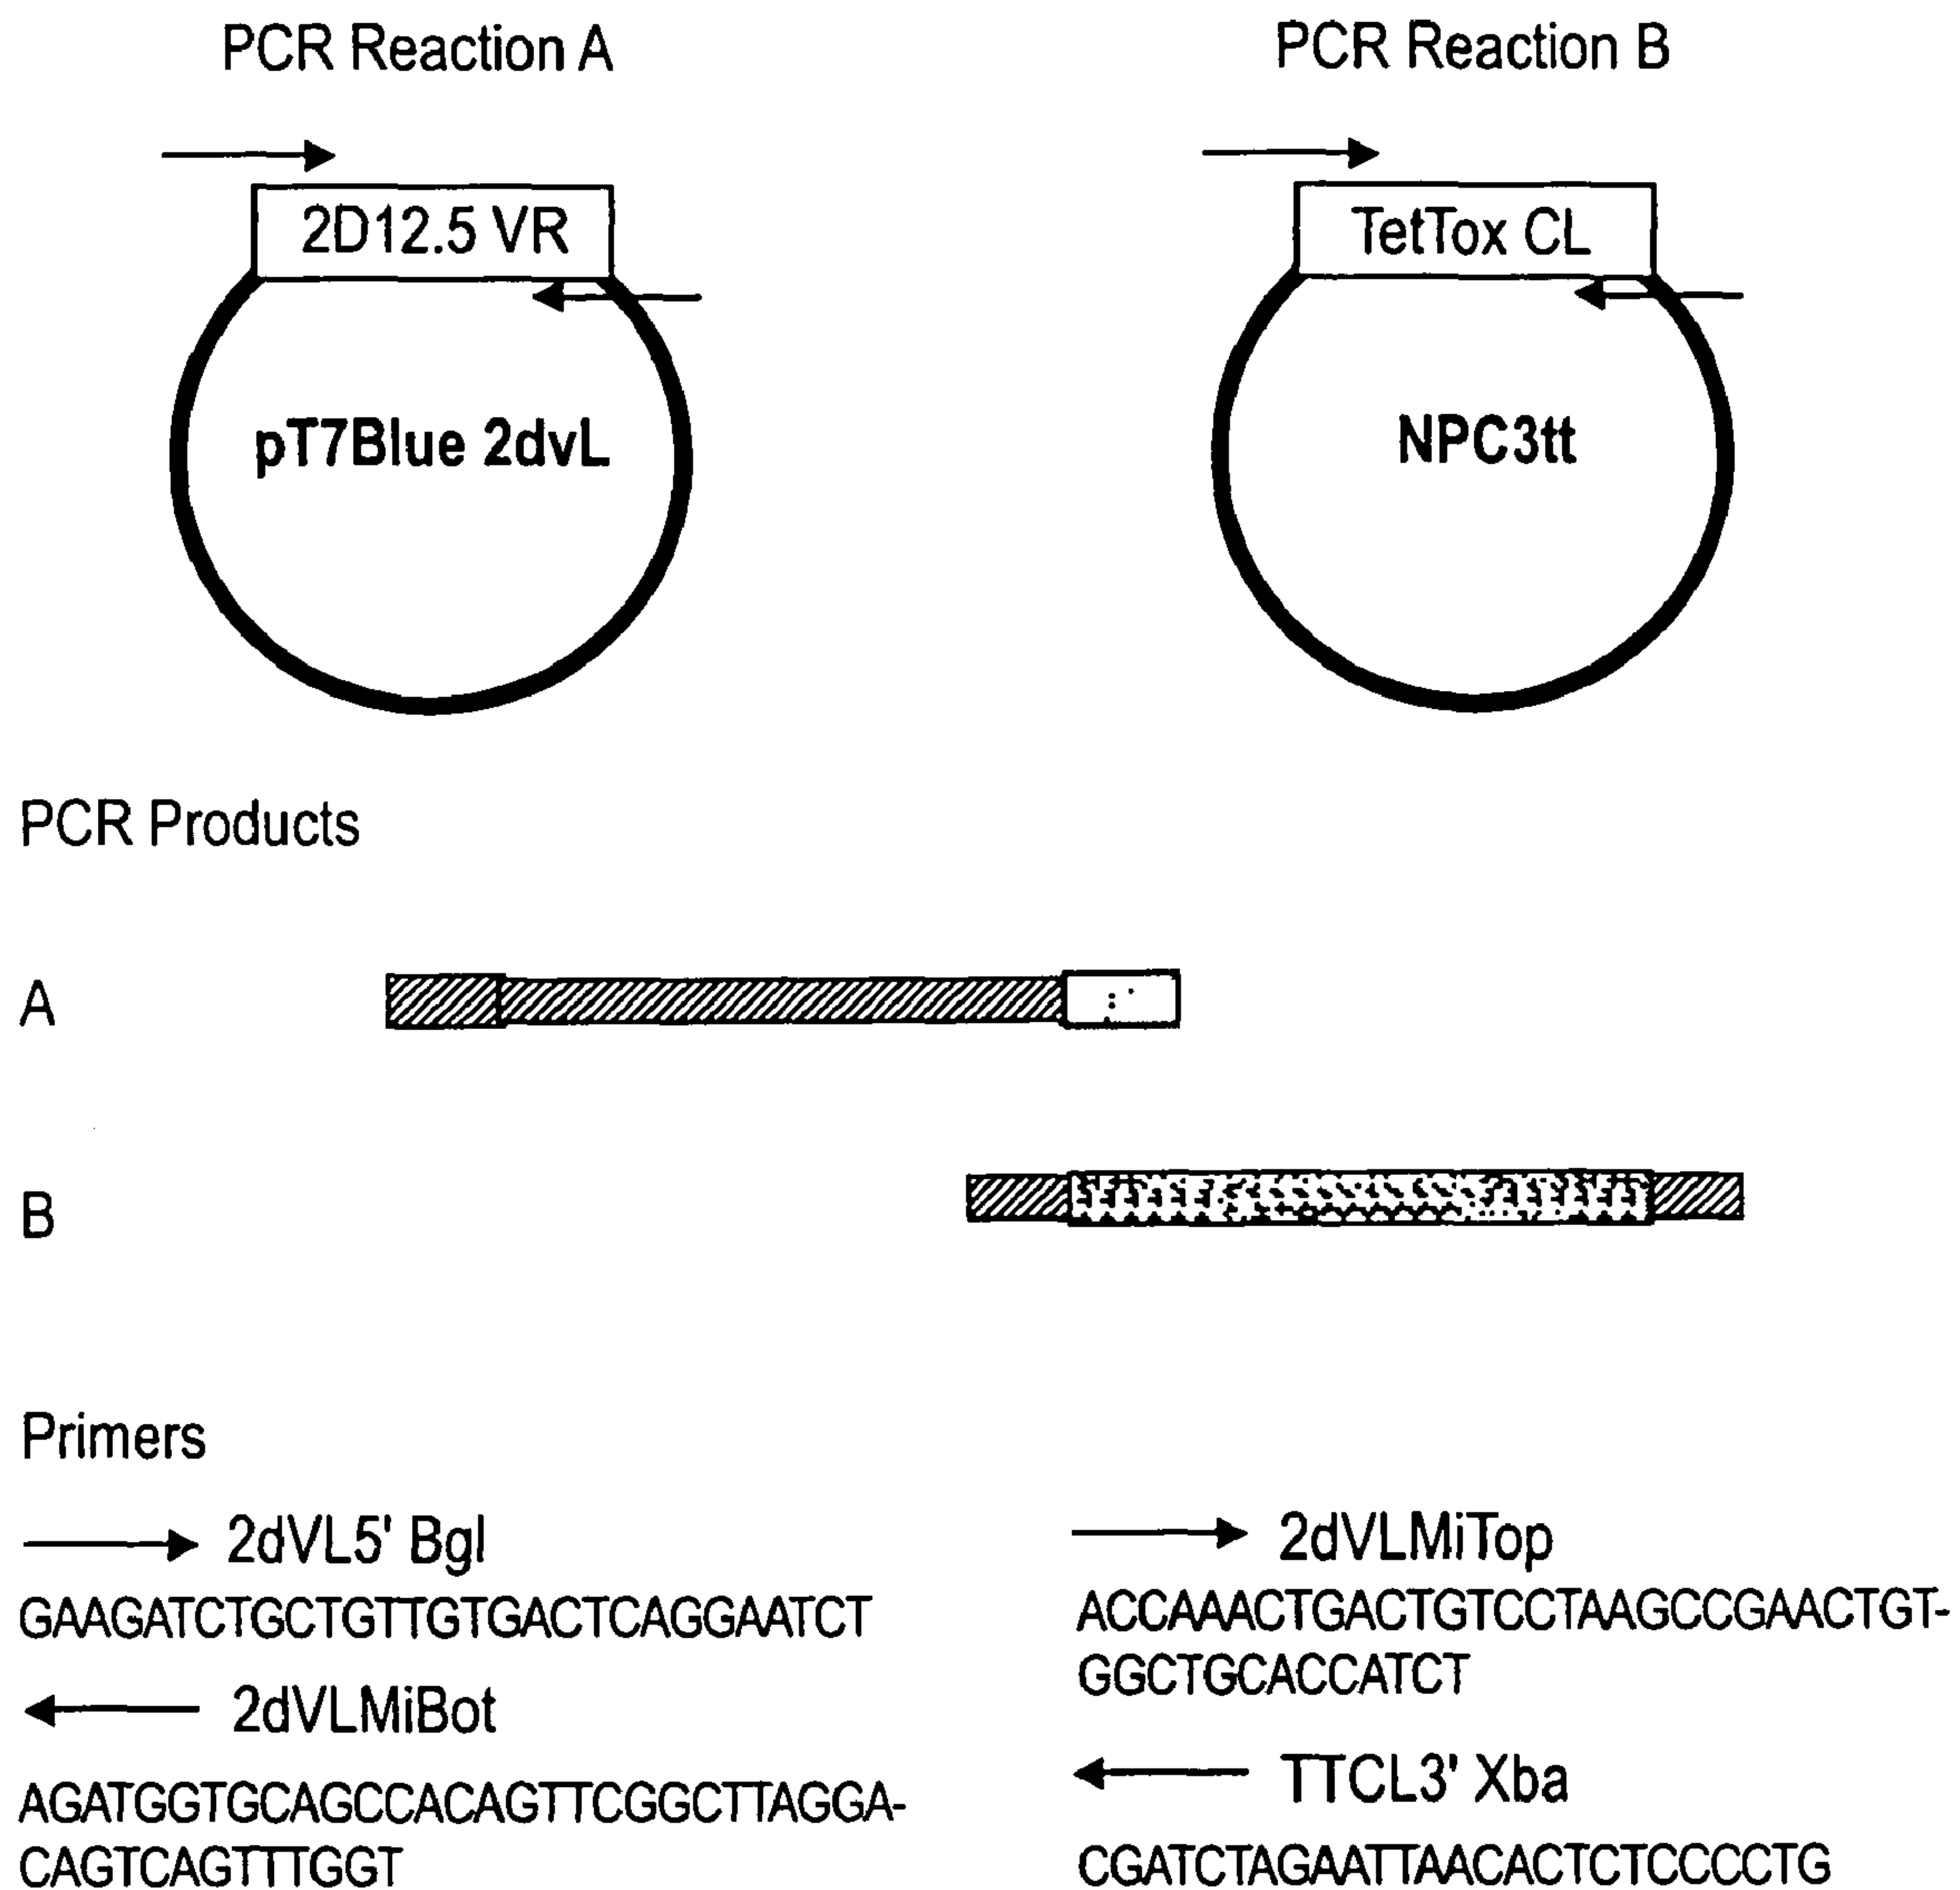 PCR Reaction A
PCR Reaction B
2D12.5 VR
TetTox CL
pT7Blue 2dvL
NPC3tt
PCR Products
A
B
Primers
2dVL5' Bgl
GAAGATCTGCTGTTGTGACTCAGGAATCT
2dVLMiBot
AGATGGTGCAGCCACAGTTCGGCTTAGGA-
CAGTCAGTTTGGT
2dVLMiTop
ACCAAACTGACTGTCCTAAGCCGAACTGT-
GGCTGCACCATCT
TTCL3' Xba
CGATCTAGAATTAACACTCTCCCCTG